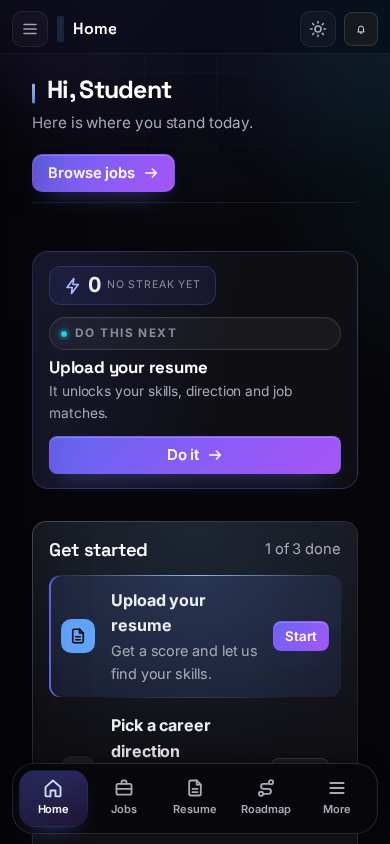 Home
Hi, Student
Here is where you stand today.
Browse jobs →
0 NO STREAK YET
DO THIS NEXT
Upload your resume
It unlocks your skills, direction and job
matches.
Do it →
Get started 1 of 3 done
Upload your
resume
Get a score and let us
find your skills.
Start
Pick a career
direction
Home Jobs Resume Roadmap More